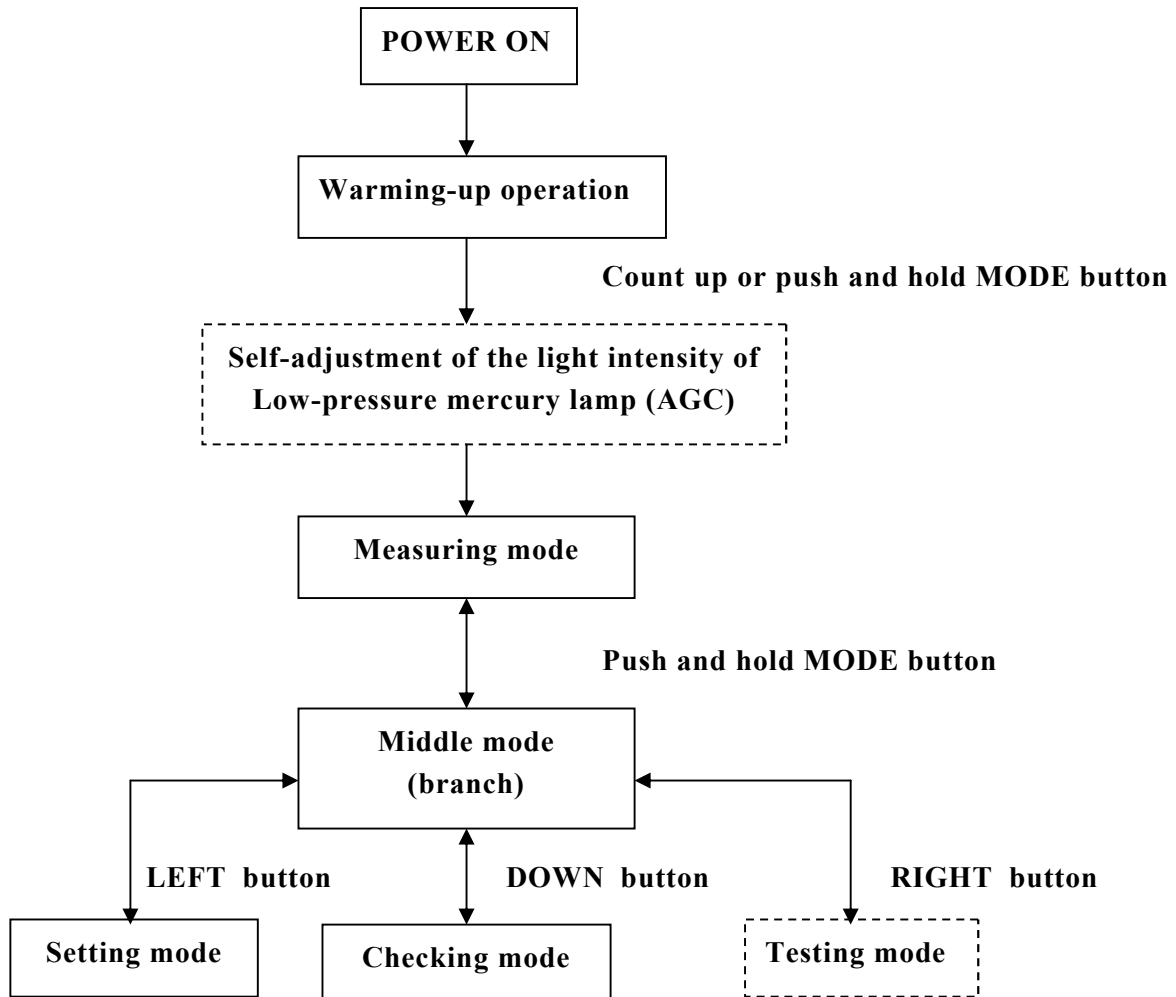 POWER ON
Warming-up operation
Count up or push and hold MODE button
Self-adjustment of the light intensity of
Low-pressure mercury lamp (AGC)
Measuring mode
Push and hold MODE button
Middle mode
(branch)
LEFT button
DOWN button
RIGHT button
Setting mode
Checking mode
Testing mode